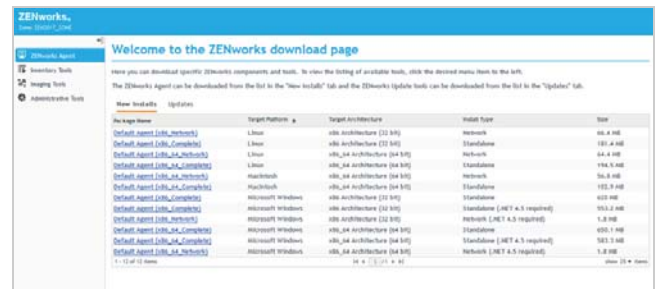 ZENworks.
ZENworks Agent
Inventory Tools
Imaging Tools
Administrative Tools
Welcome to the ZENworks download page
Here you can download specific ZENworks components and tools. To view the listing of available tools, click the desired menu item to the left.
The ZENworks Agent can be downloaded from the list in the "New Installs" tab and the ZENworks Update tools can be downloaded from the list in the "Updates" tab.
New Installs Updates
Package Name Target Platform Target Architecture Install Type Size
Default Agent (x86_Network) Linux x86 Architecture (32 bit) Network 66.4 MB
Default Agent (x86_Complete) Linux x86 Architecture (32 bit) Standalone 181.4 MB
Default Agent (x86_64_Network) Linux x86_64 Architecture (64 bit) Network 64.4 MB
Default Agent (x86_64_Complete) Linux x86_64 Architecture (64 bit) Standalone 194.5 MB
Default Agent (x86_64_Network) Macintosh x86_64 Architecture (64 bit) Network 56.8 MB
Default Agent (x86_64_Complete) Macintosh x86_64 Architecture (64 bit) Standalone MB
Default Agent (x86_Complete) Microsoft Windows x86 Architecture (32 bit) Standalone MB
Default Agent (x86_Complete) Microsoft Windows x86 Architecture (32 bit) Standalone (.NET 4.5 required) 553.2 MB
Default Agent (x86_Network) Microsoft Windows x86 Architecture (32 bit) Network (.NET 4.5 required) 1.8 MB
Default Agent (x86_64_Complete) Microsoft Windows x86_64 Architecture (64 bit) Standalone 650.1 MB
Default Agent (x86_64_Complete) Microsoft Windows x86_64 Architecture (64 bit) Standalone (.NET 4.5 required) 583.3 MB
Default Agent (x86_64_Network) Microsoft Windows x86_64 Architecture (64 bit) Network (.NET 4.5 required) 1.8 MB
1 - 12 of 12 items show 25 items